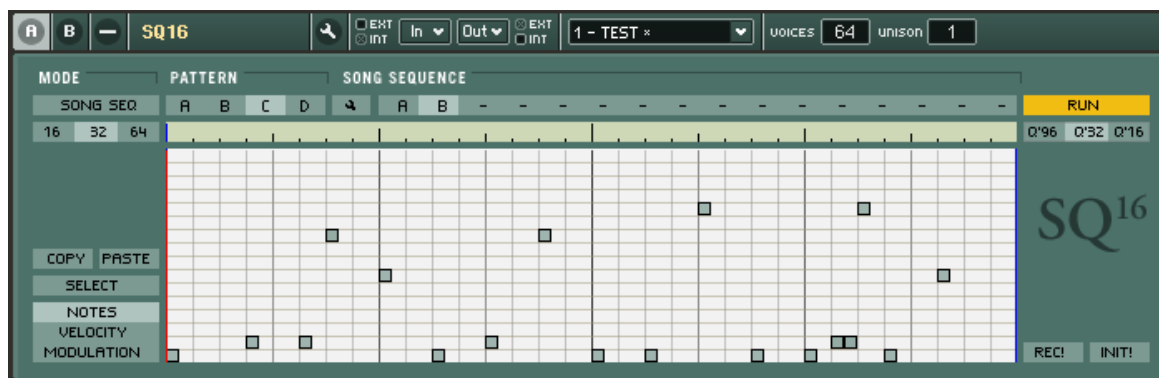 A B SQ16 EXT INT In Out EXT INT 1 - TEST × VOICES 64 UNISON 1
MODE PATTERN SONG SEQUENCE
SONG SEQ A B C D A B - - - - - - - - - - - - - - RUN
16 32 64 Q'96 Q'32 Q'16
SQ16
COPY PASTE
SELECT
NOTES
VELOCITY
MODULATION REC! INIT!